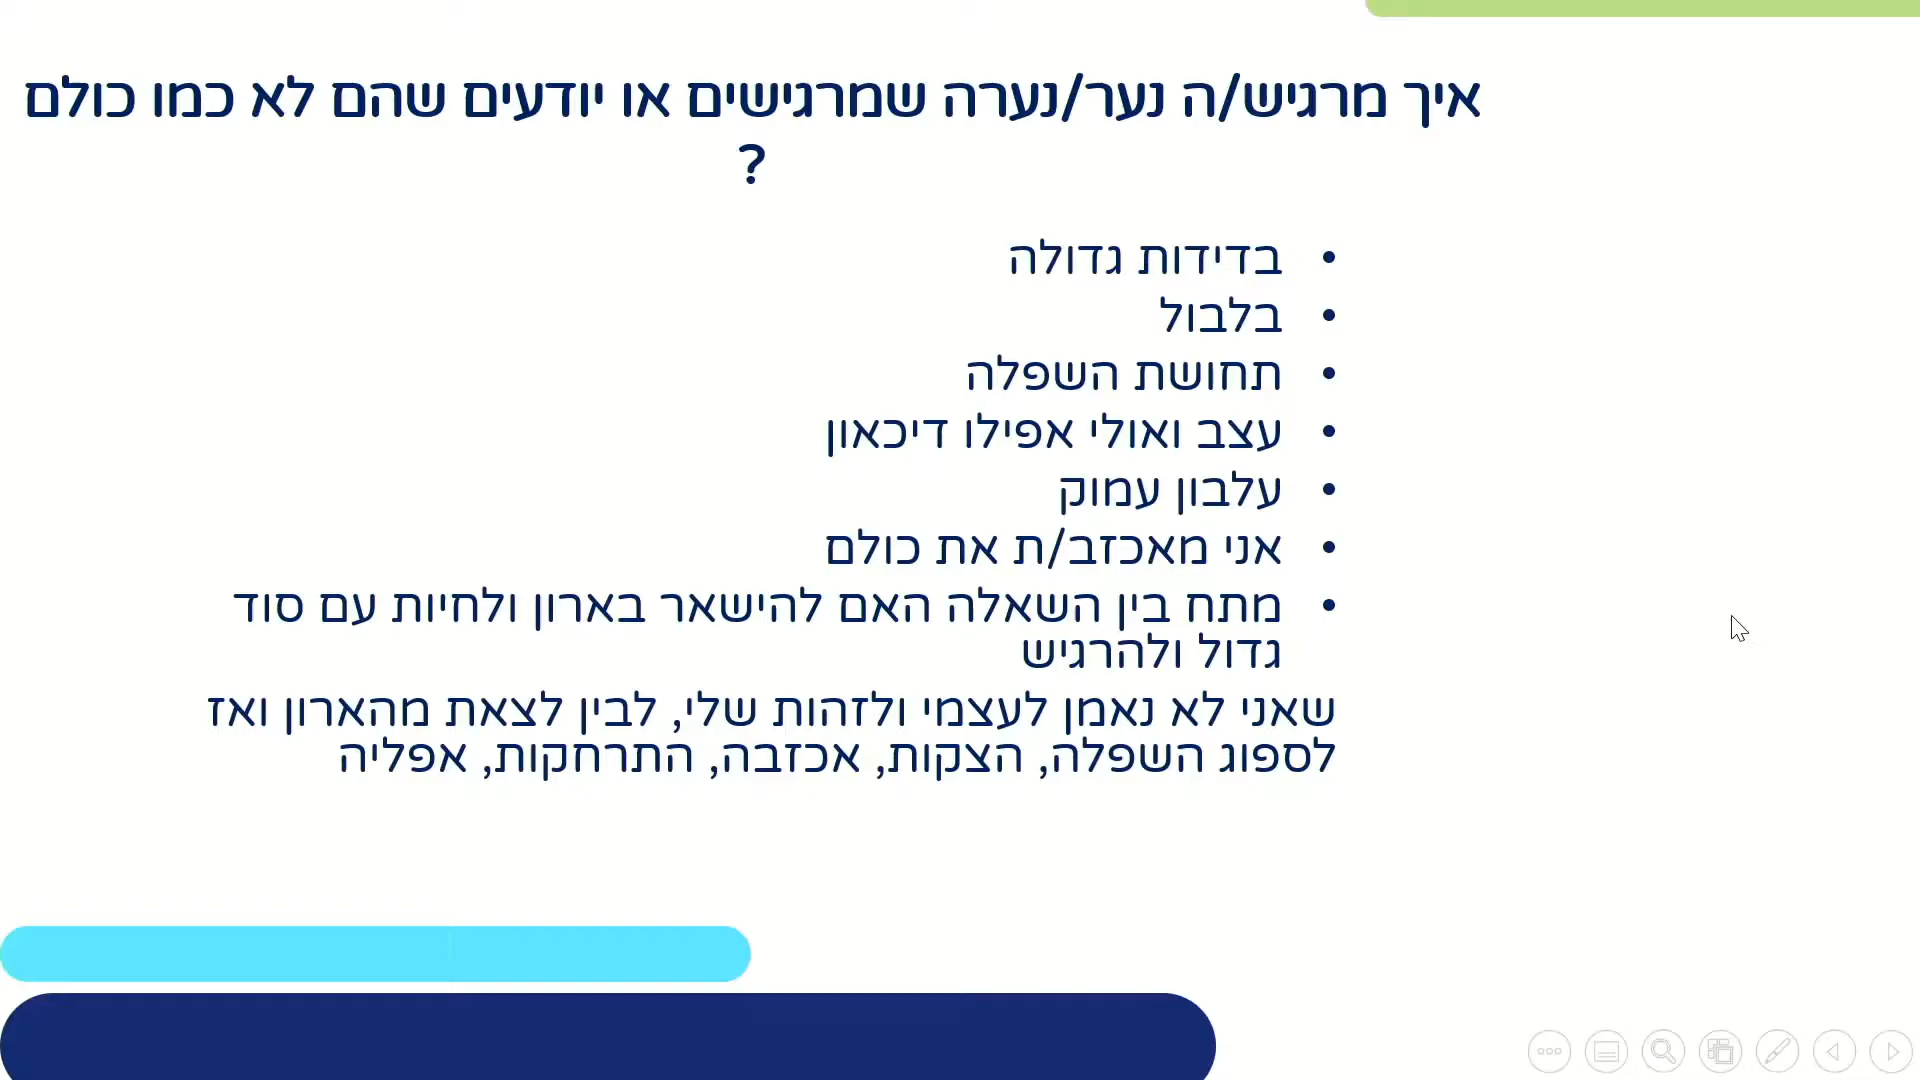 איך מרגיש/ה נער/נערה שמרגישים או יודעים שהם לא כמו כולם
?
• בדידות גדולה
• בלבול
• תחושת השפלה
• עצב ואולי אפילו דיכאון
• עלבון עמוק
• אני מאכזב/ת את כולם
• מתח בין השאלה האם להישאר בארון ולחיות עם סוד
גדול ולהרגיש
שאני לא נאמן לעצמי ולזהות שלי, לבין לצאת מהארון ואז
לספוג השפלה, הצקות, אכזבה, התרחקות, אפליה